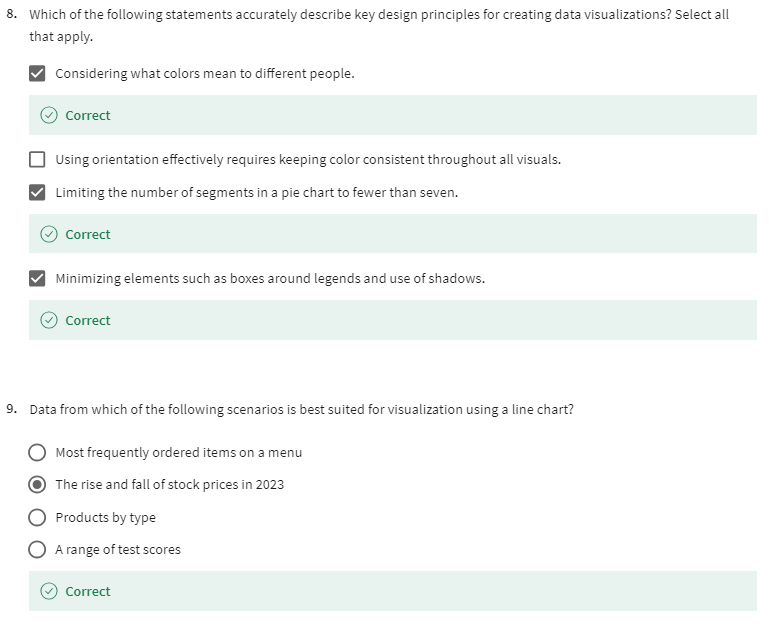 8. Which of the following statements accurately describe key design principles for creating data visualizations? Select all
that apply.
Considering what colors mean to different people.
Correct
Using orientation effectively requires keeping color consistent throughout all visuals.
Limiting the number of segments in a pie chart to fewer than seven.
Correct
Minimizing elements such as boxes around legends and use of shadows.
Correct
9. Data from which of the following scenarios is best suited for visualization using a line chart?
Most frequently ordered items on a menu
The rise and fall of stock prices in 2023
Products by type
A range of test scores
Correct